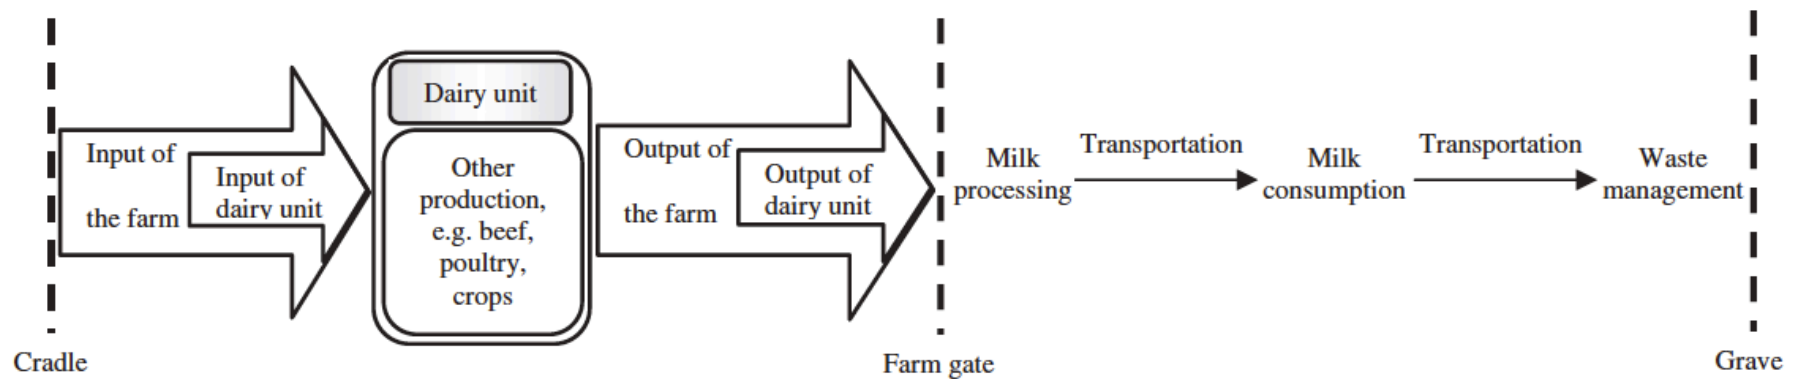 Input of
the farm
Input of
dairy unit
Dairy unit
Other
production,
e.g. beef,
poultry,
crops
Output of
the farm
Output of
dairy unit
Milk
processing
Transportation
Milk
consumption
Transportation
Waste
management
Cradle
Farm gate
Grave